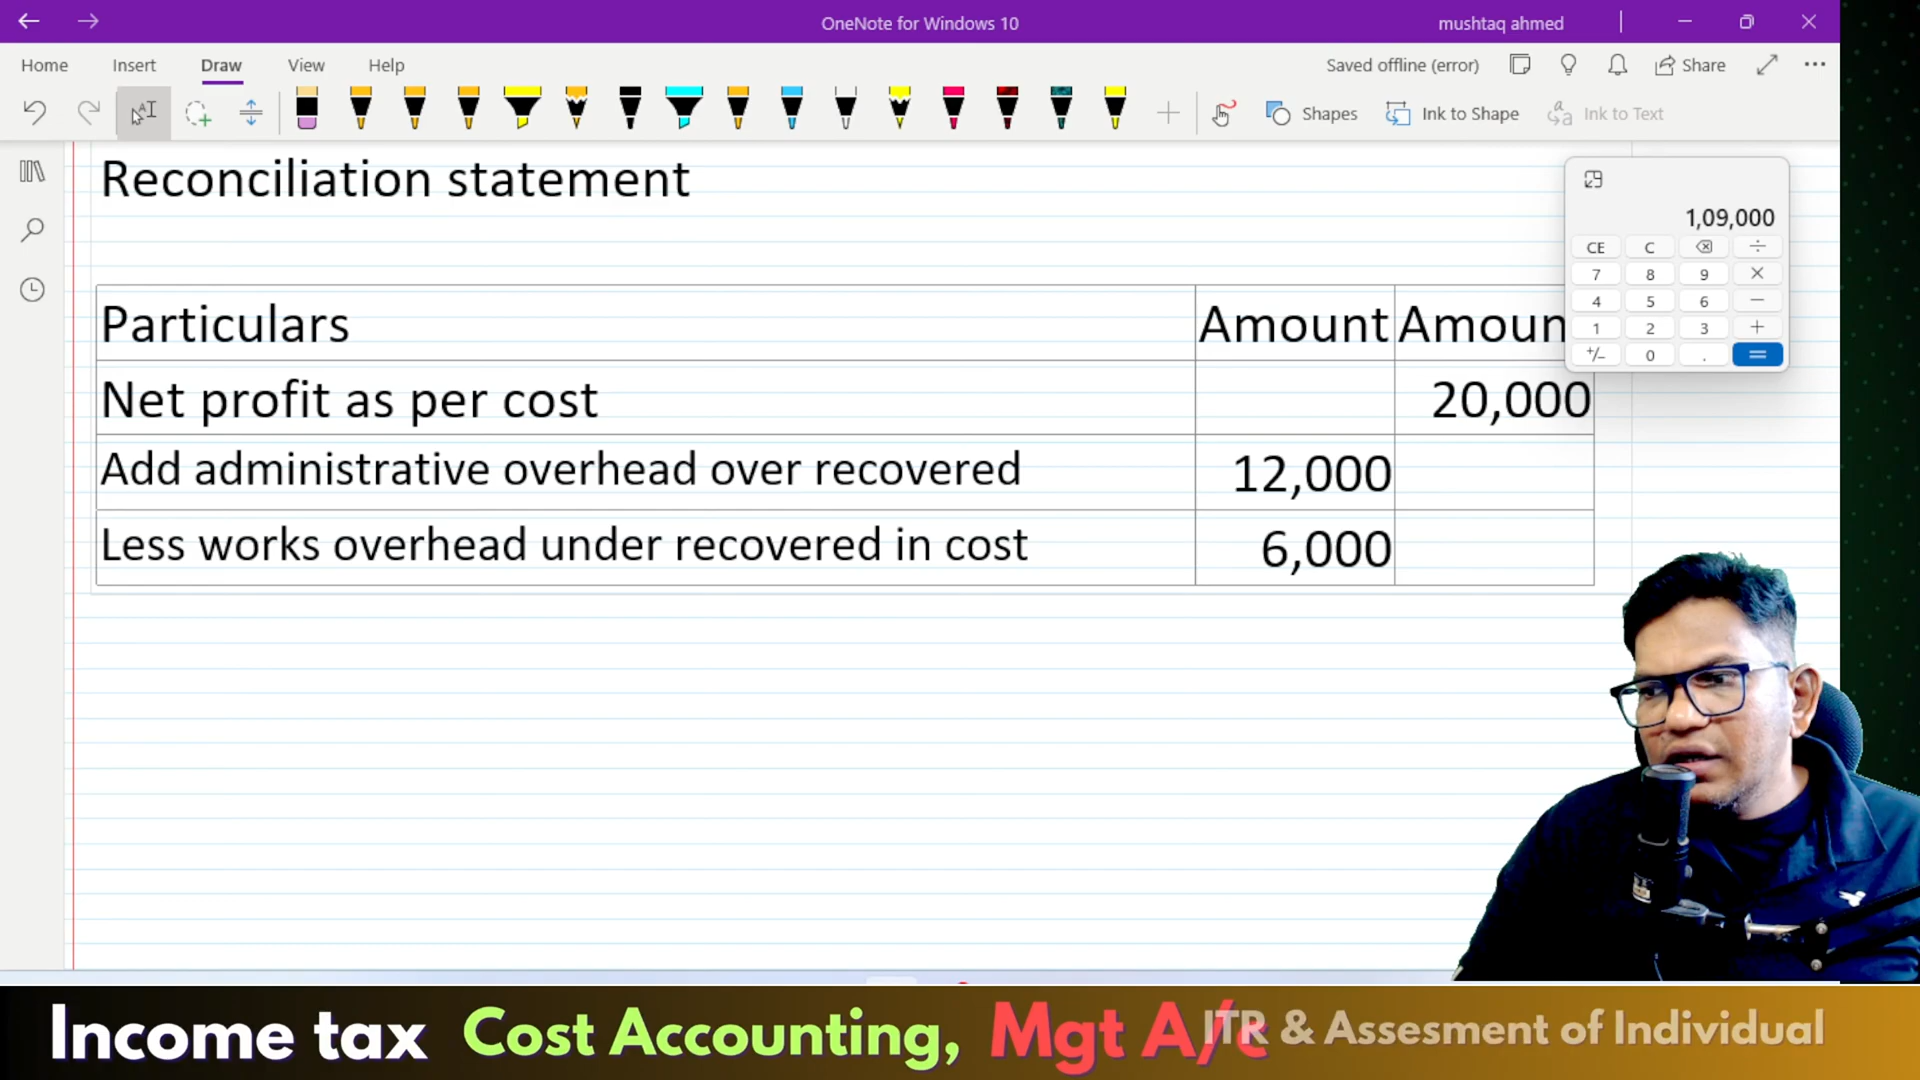 OneNote for Windows 10
mushtaq ahmed
Home Insert Draw View Help
Saved offline (error) Share
Shapes Ink to Shape Ink to Text
Reconciliation statement
1,09,000
CE C ⌫ ÷
7 8 9 ×
4 5 6 −
1 2 3 +
+/− 0 . =
Particulars Amount Amoun
Net profit as per cost 20,000
Add administrative overhead over recovered 12,000
Less works overhead under recovered in cost 6,000
Income tax Cost Accounting, Mgt A/c ITR & Assesment of Individual